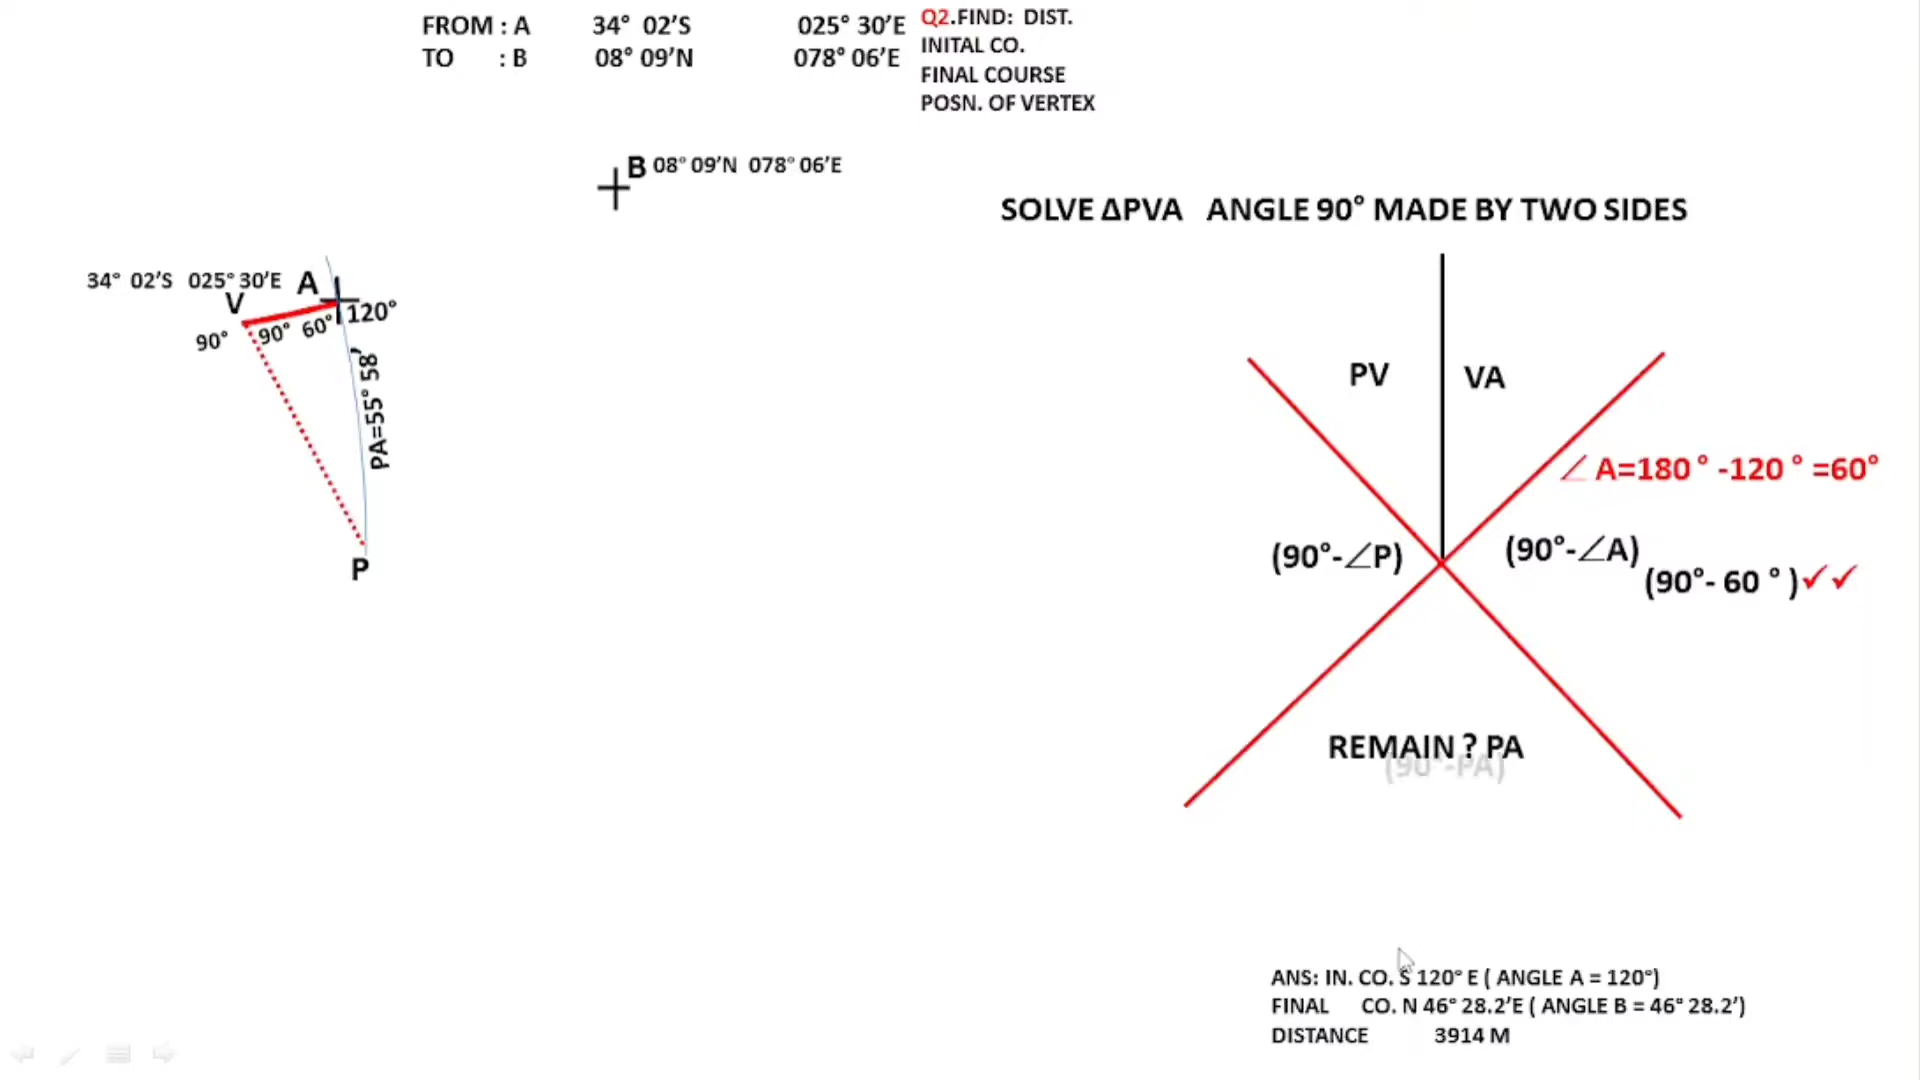 FROM : A 34° 02'S 025° 30'E
TO : B 08° 09'N 078° 06'E
Q2.FIND: DIST.
INITAL CO.
FINAL COURSE
POSN. OF VERTEX
B 08° 09'N 078° 06'E
SOLVE ΔPVA ANGLE 90° MADE BY TWO SIDES
34° 02'S 025° 30'E A
V
120°
90° 90° 60°
PA=55° 58'
P
PV VA
∠A=180° -120° =60°
(90°-∠P) (90°-∠A)
(90°- 60 °)✓✓
REMAIN ? PA
(90°-PA)
ANS: IN. CO. S 120° E ( ANGLE A = 120°)
FINAL CO. N 46° 28.2'E ( ANGLE B = 46° 28.2')
DISTANCE 3914 M